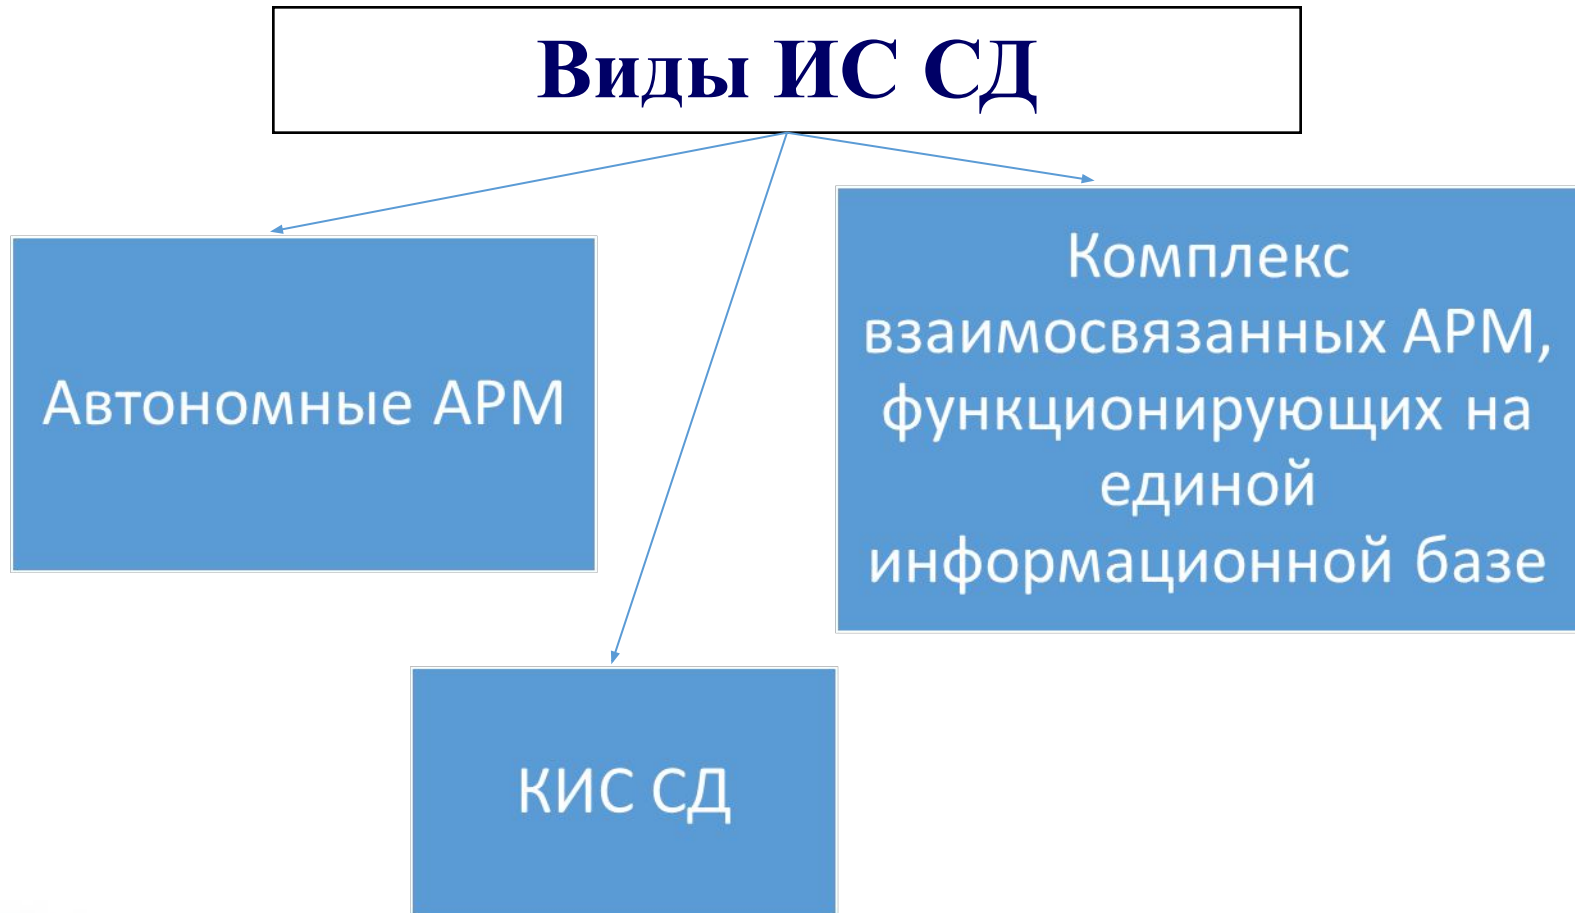 Виды ИС СД
Автономные АРМ
Комплекс
взаимосвязанных АРМ,
функционирующих на
единой
информационной базе
КИС СД